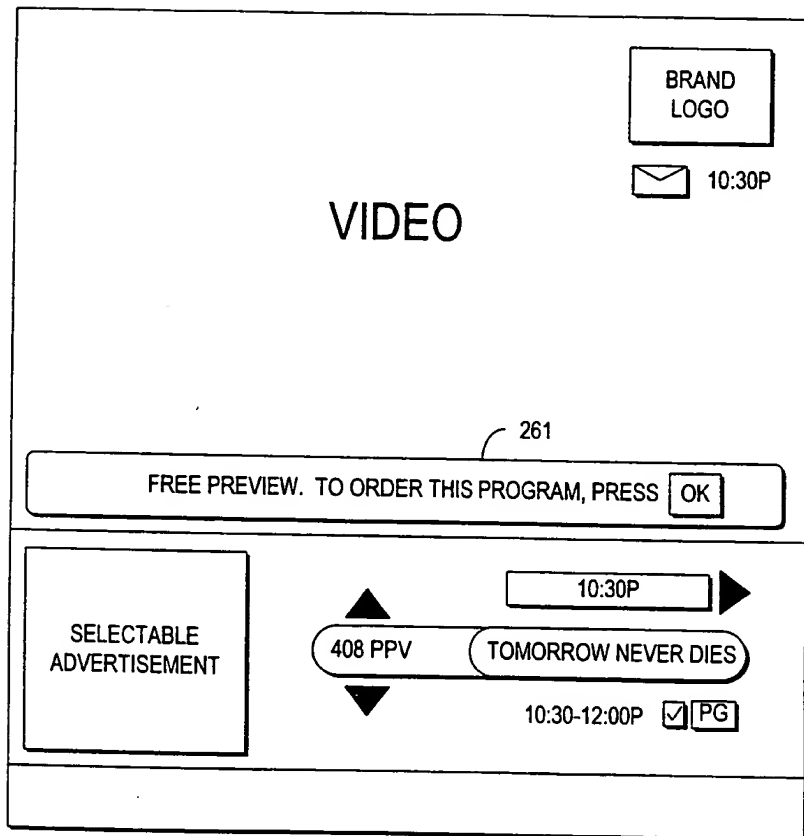 BRAND
LOGO
10:30P
VIDEO
261
FREE PREVIEW. TO ORDER THIS PROGRAM, PRESS OK
SELECTABLE
ADVERTISEMENT
10:30P
408 PPV
TOMORROW NEVER DIES
10:30-12:00P PG